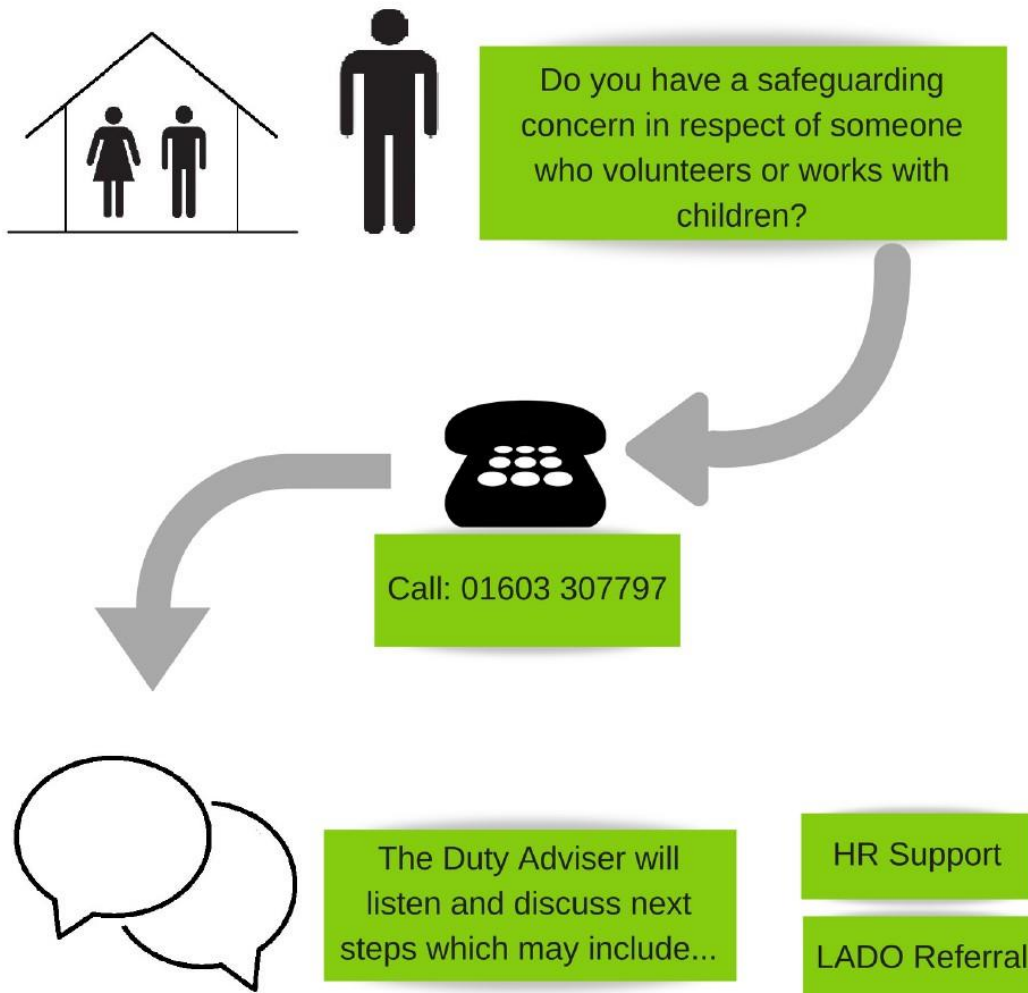 Do you have a safeguarding
concern in respect of someone
who volunteers or works with
children?
Call: 01603 307797
The Duty Adviser will
listen and discuss next
steps which may include...
HR Support
LADO Referral